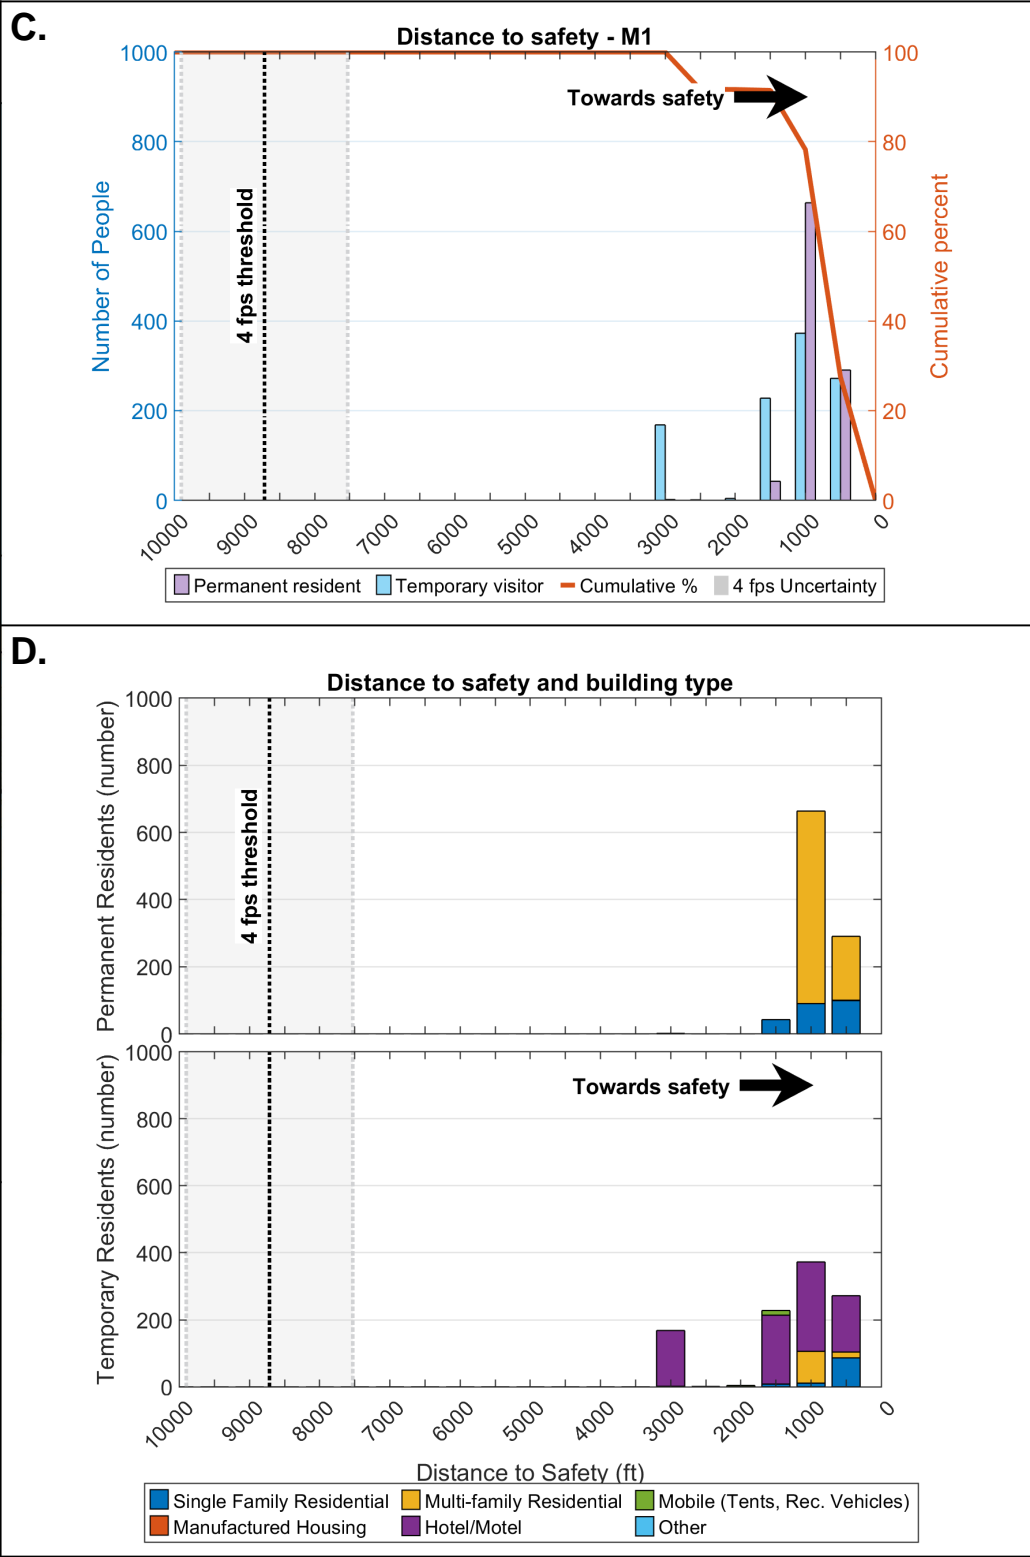 C.
Distance to safety - M1
1000
800
600
400
200
0
Number of People
100
80
60
40
20
0
Cumulative percent
Towards safety
4 fps threshold
10000
9000
8000
7000
6000
5000
4000
3000
2000
1000
0
Permanent resident
Temporary visitor
Cumulative %
4 fps Uncertainty
D.
Distance to safety and building type
1000
800
600
400
200
0
Permanent Residents (number)
4 fps threshold
1000
800
600
400
200
0
Temporary Residents (number)
Towards safety
10000
9000
8000
7000
6000
5000
4000
3000
2000
1000
0
Distance to Safety (ft)
Single Family Residential
Multi-family Residential
Mobile (Tents, Rec. Vehicles)
Manufactured Housing
Hotel/Motel
Other